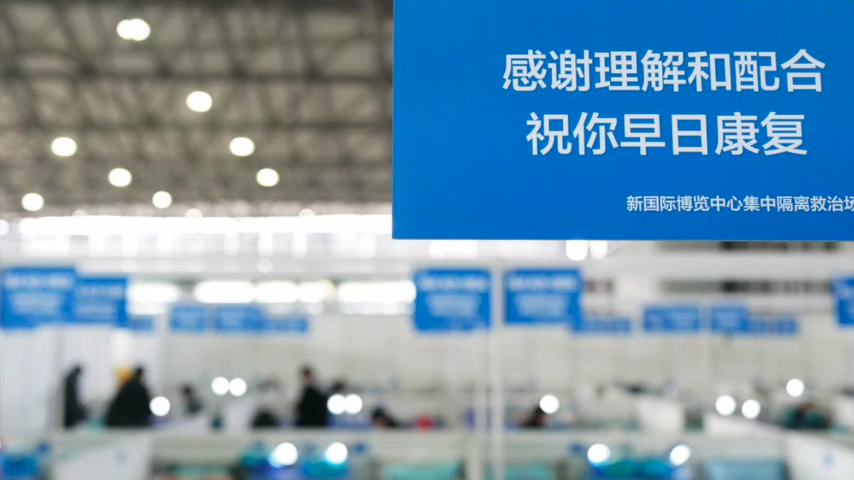 感谢理解和配合
祝你早日康复
新国际博览中心集中隔离救治场